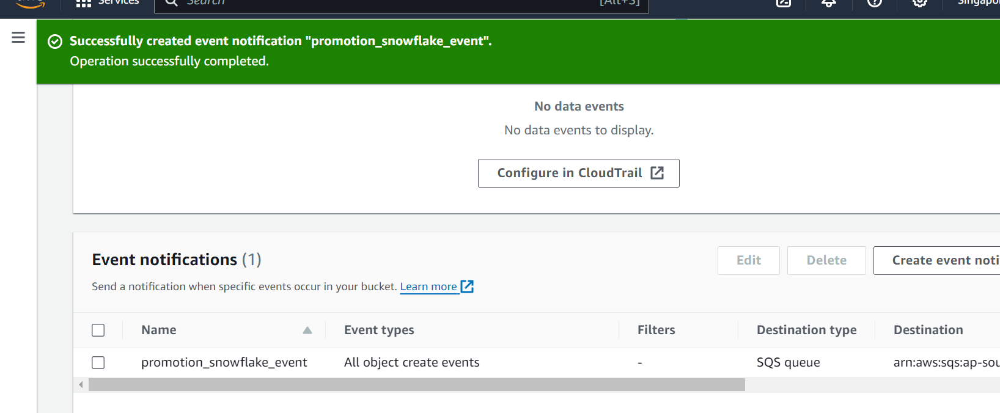 Services
Search
[Alt+S]
Successfully created event notification "promotion_snowflake_event".
Operation successfully completed.
No data events
No data events to display.
Configure in CloudTrail
Event notifications (1)
Edit
Delete
Create event noti
Send a notification when specific events occur in your bucket. Learn more
Name Event types Filters Destination type Destination
promotion_snowflake_event All object create events - SQS queue arn:aws:sqs:ap-sou